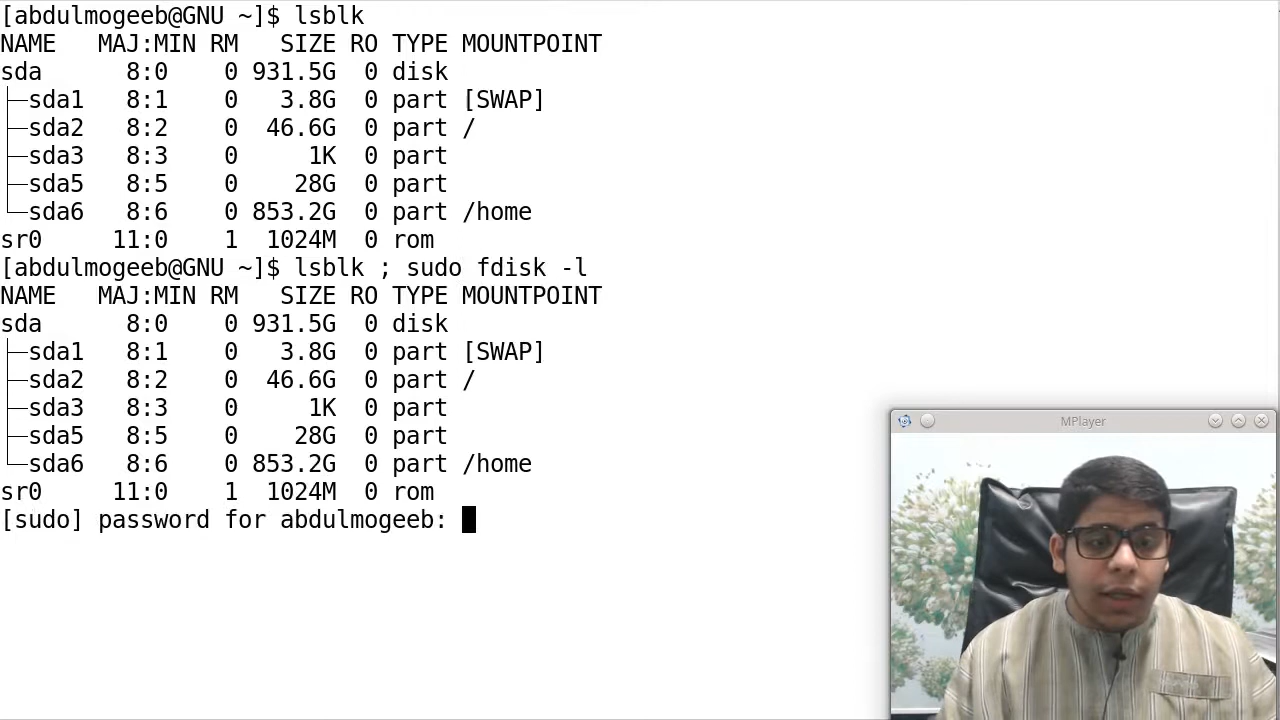 [abdulmogeeb@GNU ~]$ lsblk
NAME   MAJ:MIN RM   SIZE RO TYPE MOUNTPOINT
sda      8:0    0 931.5G  0 disk
├─sda1   8:1    0   3.8G  0 part [SWAP]
├─sda2   8:2    0  46.6G  0 part /
├─sda3   8:3    0     1K  0 part
├─sda5   8:5    0    28G  0 part
└─sda6   8:6    0 853.2G  0 part /home
sr0     11:0    1  1024M  0 rom
[abdulmogeeb@GNU ~]$ lsblk ; sudo fdisk -l
NAME   MAJ:MIN RM   SIZE RO TYPE MOUNTPOINT
sda      8:0    0 931.5G  0 disk
├─sda1   8:1    0   3.8G  0 part [SWAP]
├─sda2   8:2    0  46.6G  0 part /
├─sda3   8:3    0     1K  0 part
├─sda5   8:5    0    28G  0 part
└─sda6   8:6    0 853.2G  0 part /home
sr0     11:0    1  1024M  0 rom
[sudo] password for abdulmogeeb:
MPlayer